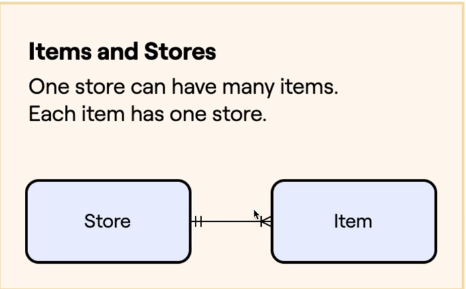 Items and Stores
One store can have many items.
Each item has one store.
Store
Item